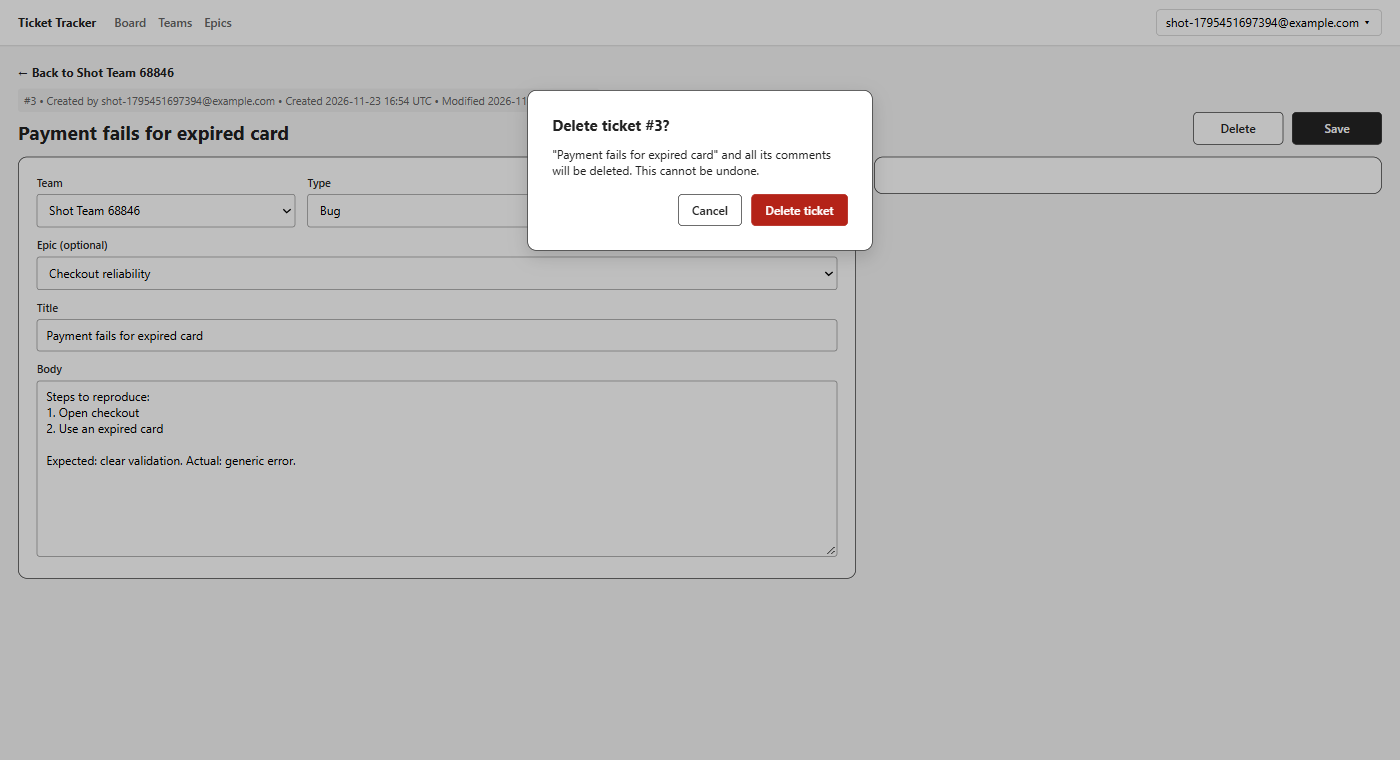 Ticket Tracker Board Teams Epics shot-1795451697394@example.com
← Back to Shot Team 68846
#3 • Created by shot-1795451697394@example.com • Created 2026-11-23 16:54 UTC • Modified 2026-11
Payment fails for expired card
Delete Save
Delete ticket #3?
"Payment fails for expired card" and all its comments
will be deleted. This cannot be undone.
Cancel Delete ticket
Team Type
Shot Team 68846 Bug
Epic (optional)
Checkout reliability
Title
Payment fails for expired card
Body
Steps to reproduce:
1. Open checkout
2. Use an expired card
Expected: clear validation. Actual: generic error.